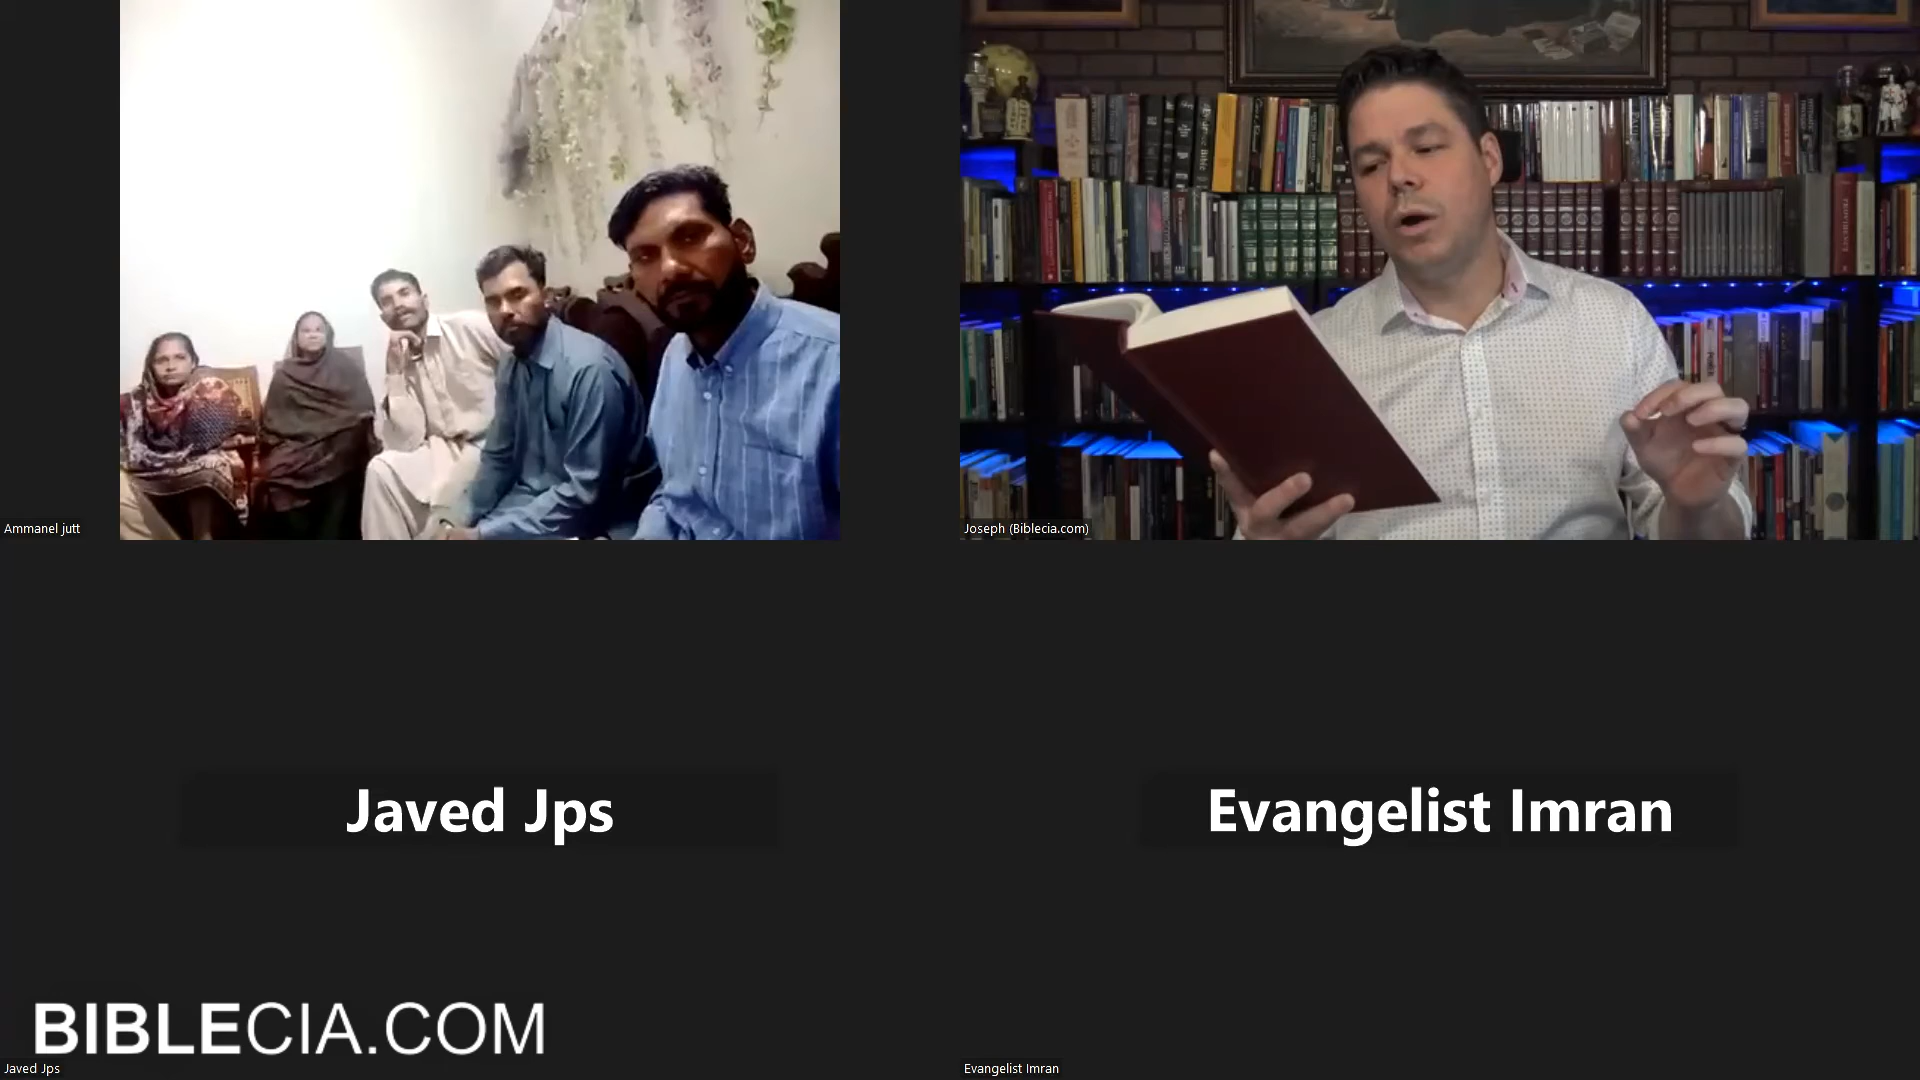 Ammanel jutt
Joseph (Biblecia.com)
Javed Jps
Evangelist Imran
BIBLECIA.COM
Javed Jps
Evangelist Imran